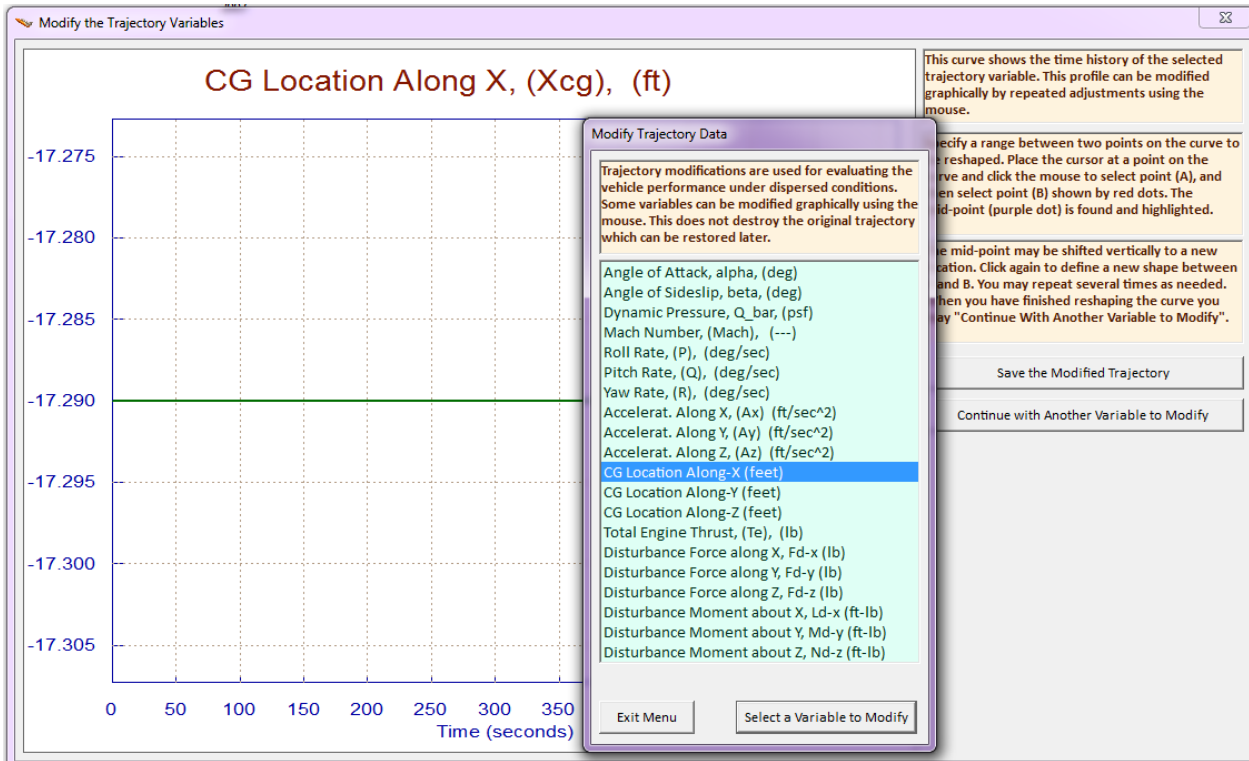 Modify the Trajectory Variables
CG Location Along X, (Xcg),  (ft)
-17.275
-17.280
-17.285
-17.290
-17.295
-17.300
-17.305
0 50 100 150 200 250 300 350
Time (seconds)
Modify Trajectory Data
Trajectory modifications are used for evaluating the
vehicle performance under dispersed conditions.
Some variables can be modified graphically using the
mouse. This does not destroy the original trajectory
which can be restored later.
Angle of Attack, alpha, (deg)
Angle of Sideslip, beta, (deg)
Dynamic Pressure, Q_bar, (psf)
Mach Number, (Mach),  (---)
Roll Rate, (P),  (deg/sec)
Pitch Rate, (Q),  (deg/sec)
Yaw Rate, (R),  (deg/sec)
Accelerat. Along X, (Ax)  (ft/sec^2)
Accelerat. Along Y, (Ay)  (ft/sec^2)
Accelerat. Along Z, (Az)  (ft/sec^2)
CG Location Along-X (feet)
CG Location Along-Y (feet)
CG Location Along-Z (feet)
Total Engine Thrust, (Te),  (lb)
Disturbance Force along X, Fd-x (lb)
Disturbance Force along Y, Fd-y (lb)
Disturbance Force along Z, Fd-z (lb)
Disturbance Moment about X, Ld-x (ft-lb)
Disturbance Moment about Y, Md-y (ft-lb)
Disturbance Moment about Z, Nd-z (ft-lb)
Exit Menu
Select a Variable to Modify
This curve shows the time history of the selected
trajectory variable. This profile can be modified
graphically by repeated adjustments using the
mouse.
ecify a range between two points on the curve to
reshaped. Place the cursor at a point on the
rve and click the mouse to select point (A), and
en select point (B) shown by red dots. The
id-point (purple dot) is found and highlighted.
e mid-point may be shifted vertically to a new
cation. Click again to define a new shape between
and B. You may repeat several times as needed.
hen you have finished reshaping the curve you
ay "Continue With Another Variable to Modify".
Save the Modified Trajectory
Continue with Another Variable to Modify